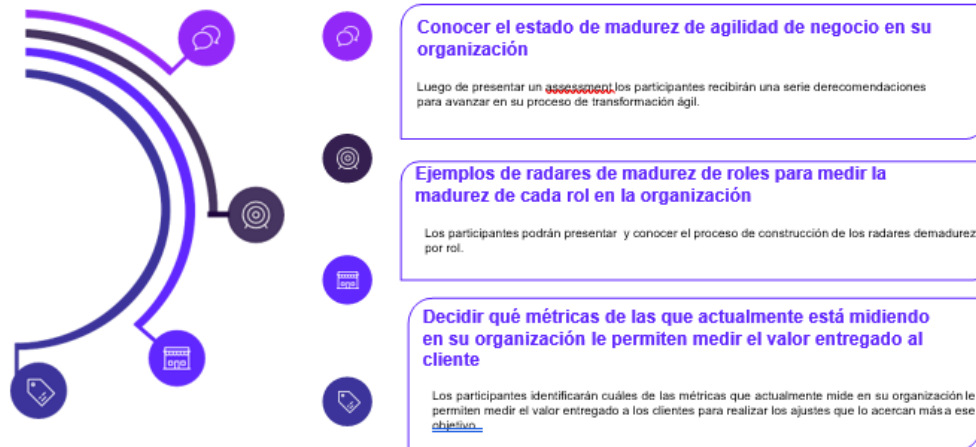 Conocer el estado de madurez de agilidad de negocio en su
organización
Luego de presentar un assessment los participantes recibirán una serie derecomendaciones
para avanzar en su proceso de transformación ágil.
Ejemplos de radares de madurez de roles para medir la
madurez de cada rol en la organización
Los participantes podrán presentar y conocer el proceso de construcción de los radares demadurez
por rol.
Decidir qué métricas de las que actualmente está midiendo
en su organización le permiten medir el valor entregado al
cliente
Los participantes identificarán cuáles de las métricas que actualmente mide en su organización le
permiten medir el valor entregado a los clientes para realizar los ajustes que lo acercan más a ese
objetivo.